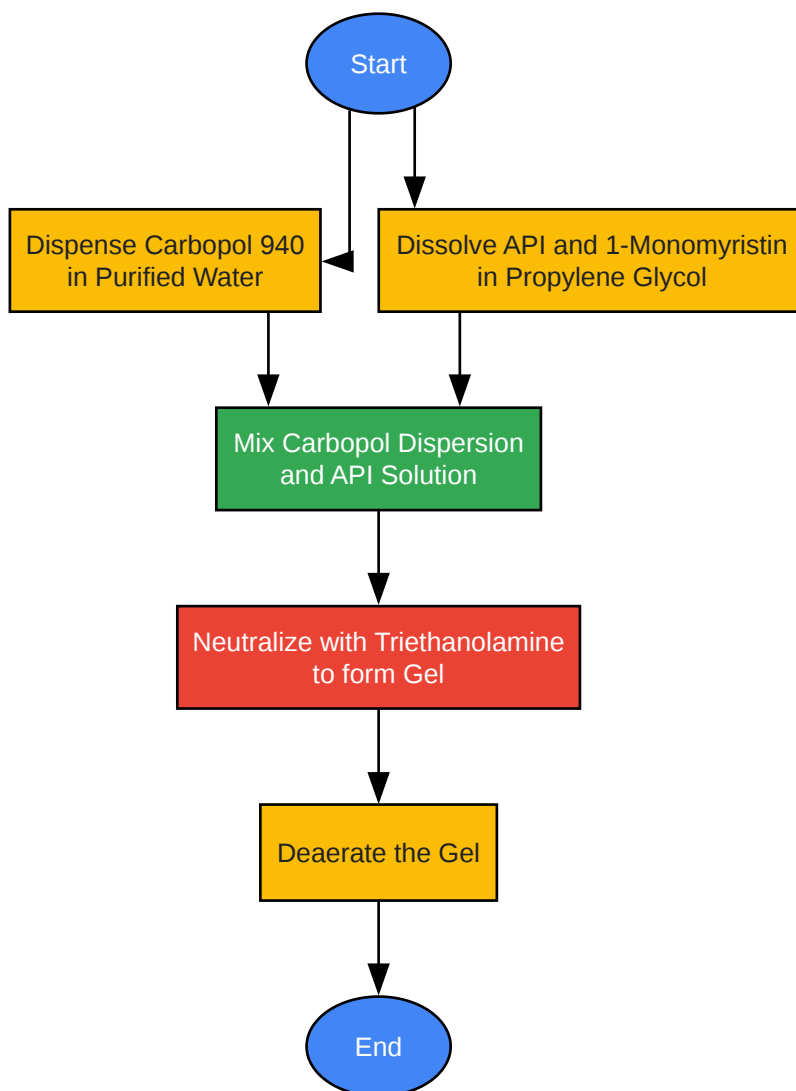 Start
Dispense Carbopol 940
in Purified Water
Dissolve API and 1-Monomyristin
in Propylene Glycol
Mix Carbopol Dispersion
and API Solution
Neutralize with Triethanolamine
to form Gel
Deaerate the Gel
End